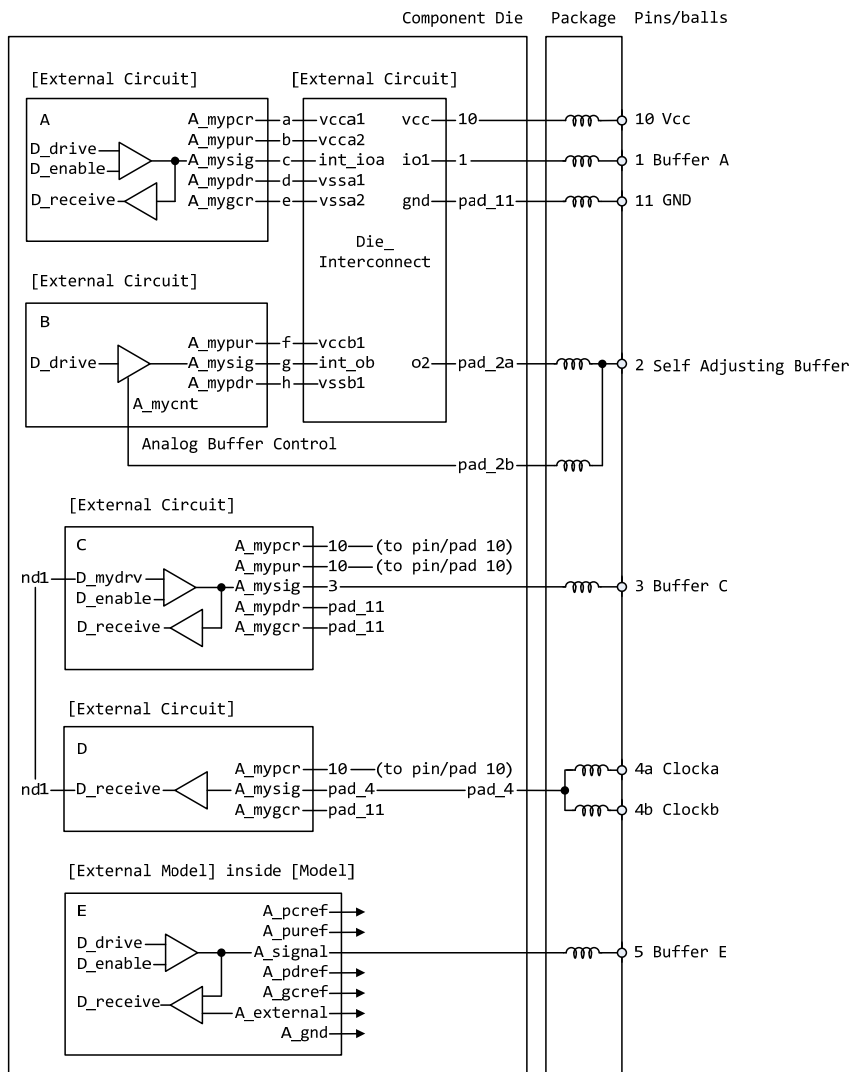 Component Die Package Pins/balls
[External Circuit] [External Circuit]
A A_mypcr a vcca1 vcc 10 10 Vcc
D_drive A_mypur b vcca2
D_enable A_mysig c int_ioa io1 1 1 Buffer A
A_mypdr d vssa1
D_receive A_mygcr e vssa2 gnd pad_11 11 GND
Die_
Interconnect
[External Circuit]
B
A_mypur f vccb1
D_drive A_mysig g int_ob o2 pad_2a 2 Self Adjusting Buffer
A_mypdr h vssb1
A_mycnt
Analog Buffer Control
pad_2b
[External Circuit]
C A_mypcr 10 (to pin/pad 10)
A_mypur 10 (to pin/pad 10)
nd1 D_mydrv A_mysig 3 3 Buffer C
D_enable A_mypdr pad_11
D_receive A_mygcr pad_11
[External Circuit]
D
A_mypcr 10 (to pin/pad 10) 4a Clocka
nd1 D_receive A_mysig pad_4 pad_4
A_mygcr pad_11 4b Clockb
[External Model] inside [Model]
E A_pcref
A_puref
D_drive A_signal 5 Buffer E
D_enable A_pdref
A_gcref
D_receive A_external
A_gnd